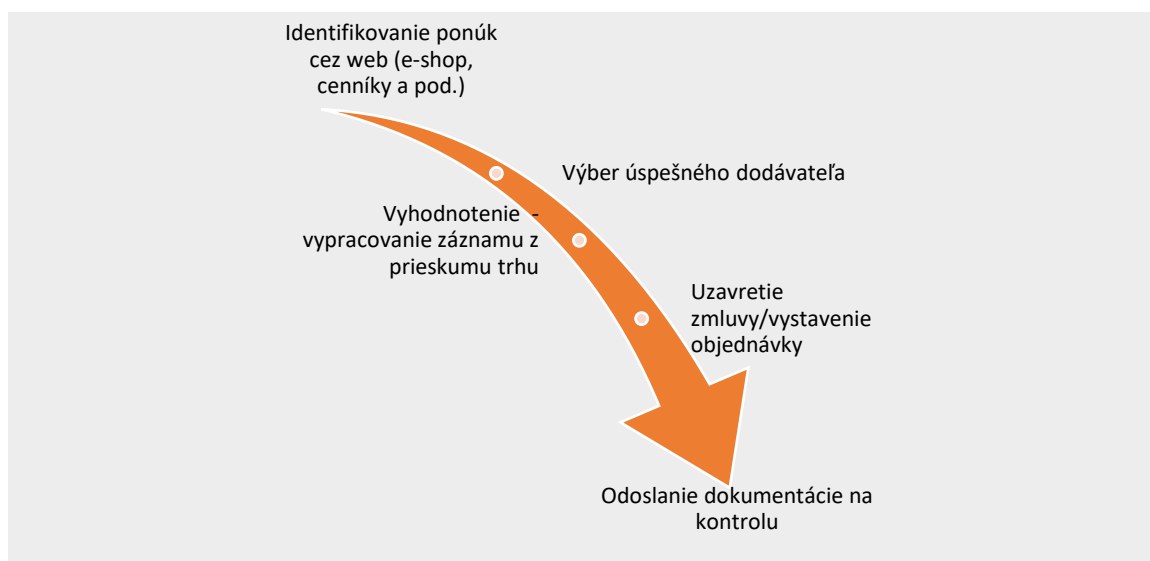 Identifikovanie ponúk
cez web (e-shop,
cenníky a pod.)
Výber úspešného dodávateľa
Vyhodnotenie -
vypracovanie záznamu z
prieskumu trhu
Uzavretie
zmluvy/vystavenie
objednávky
Odoslanie dokumentácie na
kontrolu